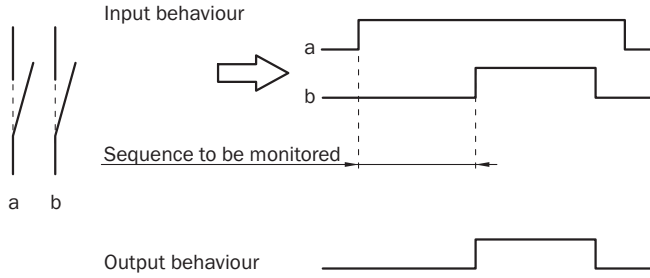 Input behaviour
a
b
Sequence to be monitored
a b
Output behaviour